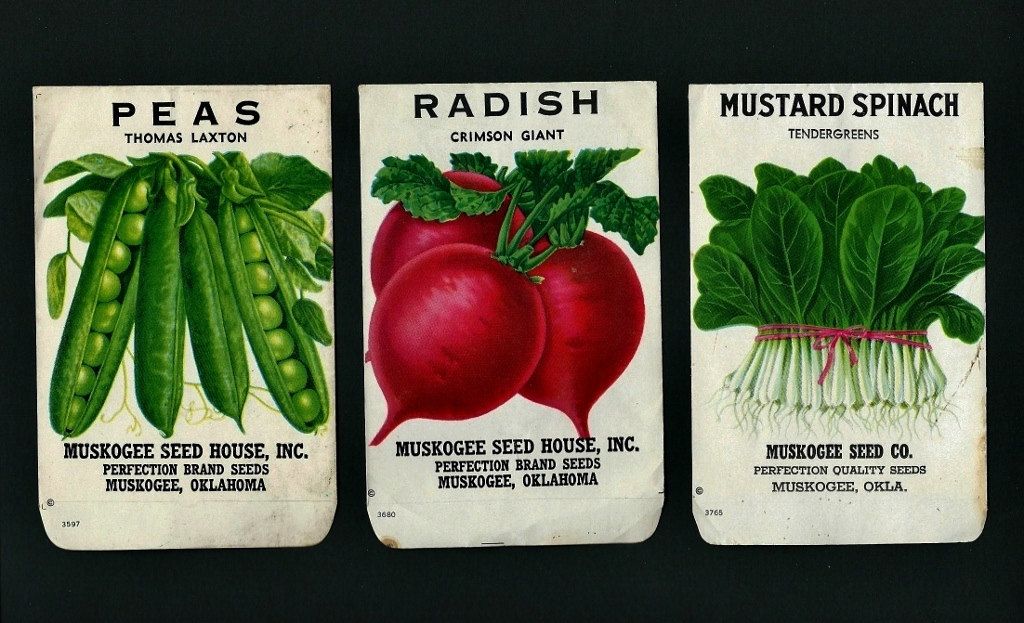 PEAS
THOMAS LAXTON
MUSKOGEE SEED HOUSE, INC.
PERFECTION BRAND SEEDS
MUSKOGEE, OKLAHOMA
L ©
3597
RADISH
CRIMSON GIANT
MUSKOGEE SEED HOUSE, INC.
PERFECTION BRAND SEEDS
MUSKOGEE, OKLAHOMA
©
3680
MUSTARD SPINACH
TENDERGREENS
MUSKOGEE SEED CO.
PERFECTION QUALITY SEEDS
MUSKOGEE, OKLA.
©
3765